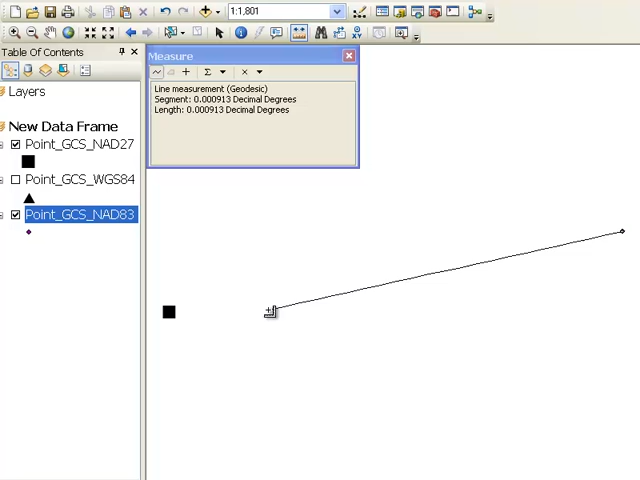 1:1,801
Table Of Contents
Layers
New Data Frame
Point_GCS_NAD27
Point_GCS_WGS84
Point_GCS_NAD83
Measure
Line measurement (Geodesic)
Segment: 0.000913 Decimal Degrees
Length: 0.000913 Decimal Degrees